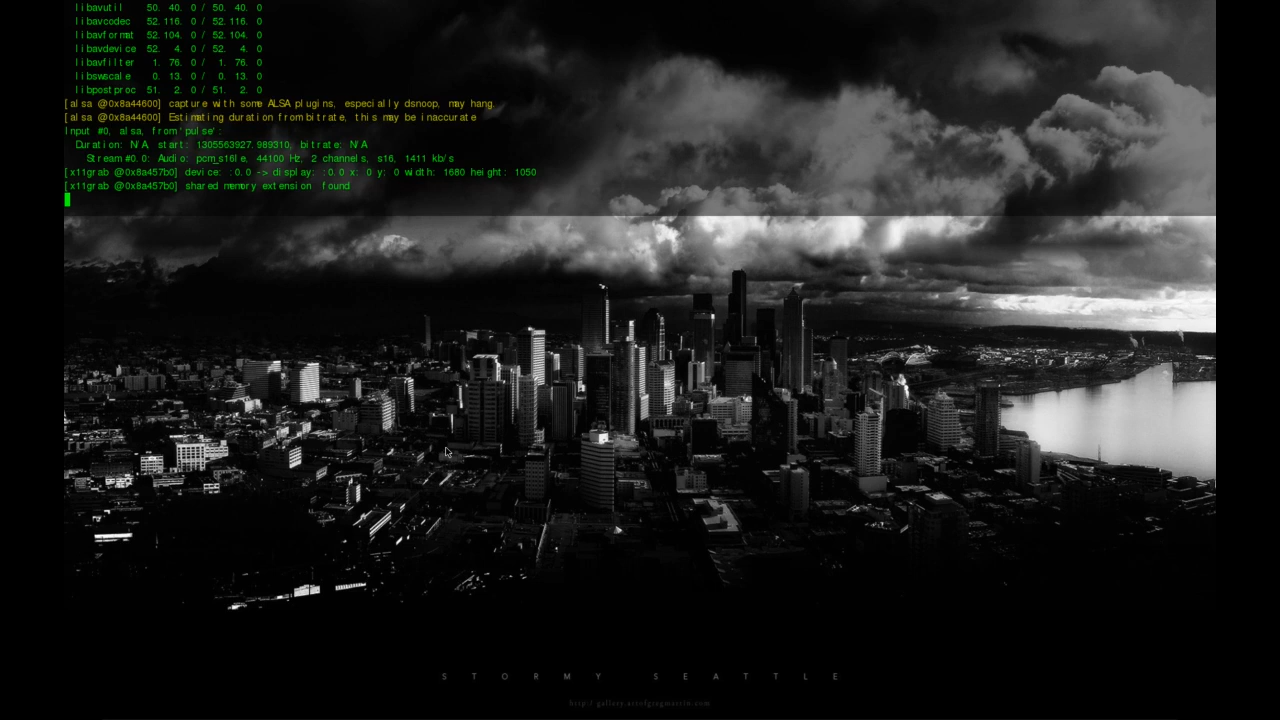 libavutil 50. 40. 0 / 50. 40. 0
libavcodec 52.116. 0 / 52.116. 0
libavformat 52.104. 0 / 52.104. 0
libavdevice 52. 4. 0 / 52. 4. 0
libavfilter 1. 76. 0 / 1. 76. 0
libswscale 0. 13. 0 / 0. 13. 0
libpostproc 51. 2. 0 / 51. 2. 0
[alsa @0x8a44600] capture with some ALSA plugins, especially dsnoop, may hang.
[alsa @0x8a44600] Estimating duration from bitrate, this may be inaccurate
Input #0, alsa, from 'pulse':
Duration: N/A, start: 1305563927.989310, bitrate: N/A
Stream #0.0: Audio: pcm_s16le, 44100 Hz, 2 channels, s16, 1411 kb/s
[x11grab @0x8a457b0] device: :0.0 -> display: :0.0 x: 0 y: 0 width: 1680 height: 1050
[x11grab @0x8a457b0] shared memory extension found
STORMY SEATTLE